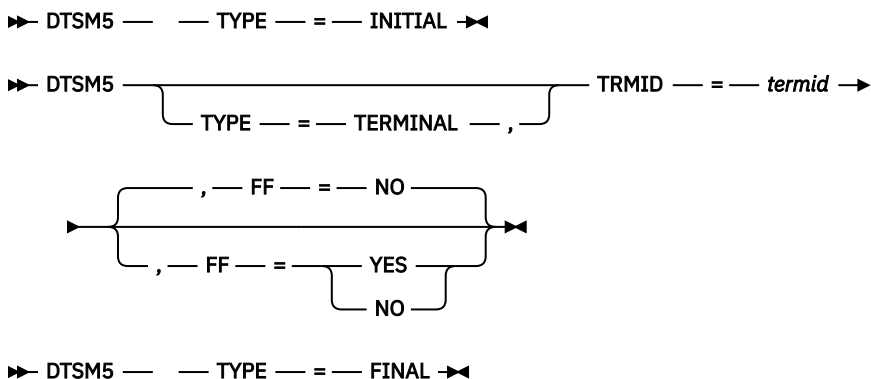 DTSM5 TYPE = INITIAL
DTSM5 TRMID = termid
TYPE = TERMINAL ,
, FF = NO
, FF = YES
NO
DTSM5 TYPE = FINAL